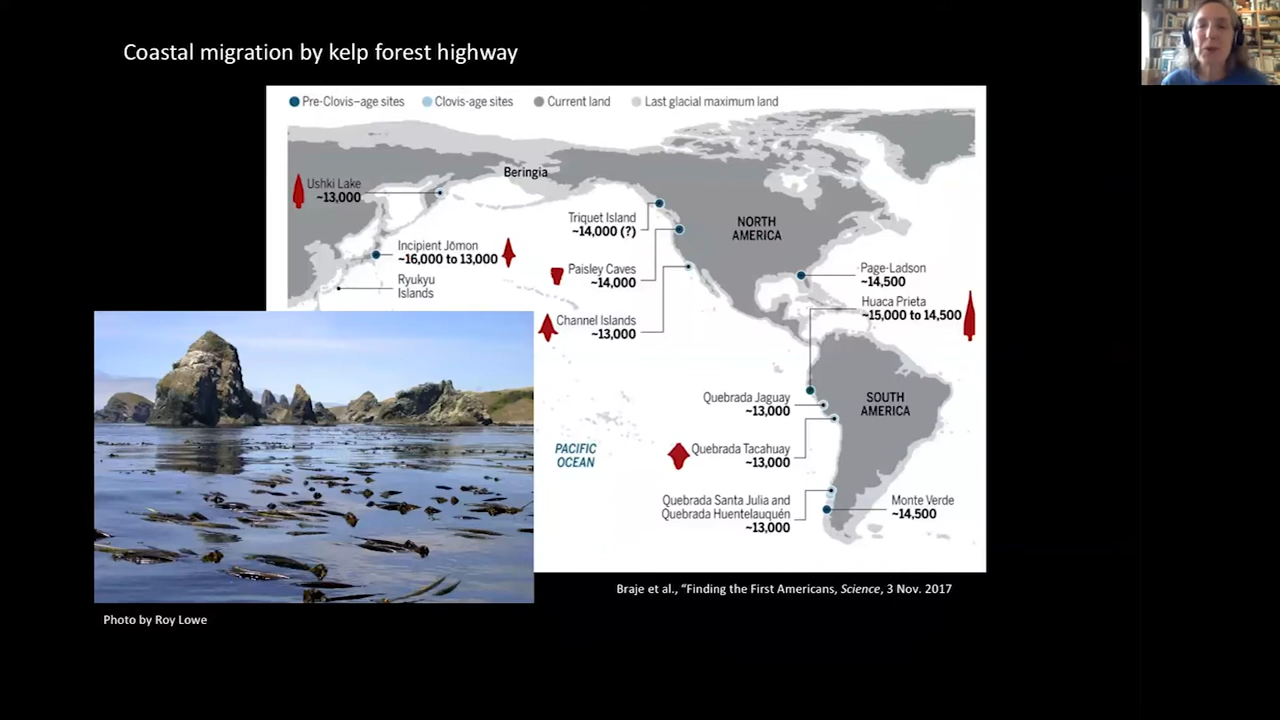 Coastal migration by kelp forest highway
Pre-Clovis–age sites
Clovis-age sites
Current land
Last glacial maximum land
Ushki Lake
~13,000
Beringia
Incipient Jōmon
~16,000 to 13,000
Ryukyu
Islands
Triquet Island
~14,000 (?)
Paisley Caves
~14,000
Channel Islands
~13,000
NORTH
AMERICA
Page-Ladson
~14,500
Huaca Prieta
~15,000 to 14,500
Quebrada Jaguay
~13,000
SOUTH
AMERICA
PACIFIC
OCEAN
Quebrada Tacahuay
~13,000
Quebrada Santa Julia and
Quebrada Huentelauquén
~13,000
Monte Verde
~14,500
Braje et al., “Finding the First Americans, Science, 3 Nov. 2017
Photo by Roy Lowe